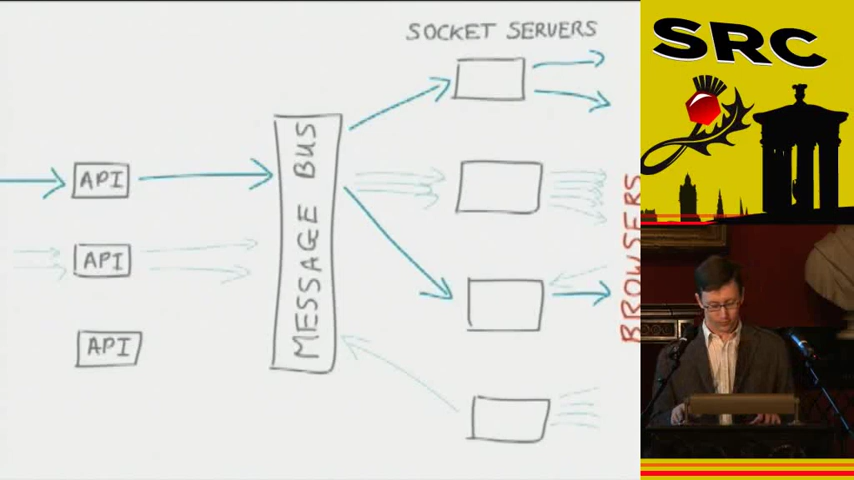 SOCKET SERVERS
API
API
API
MESSAGE BUS
BROWSERS
SRC